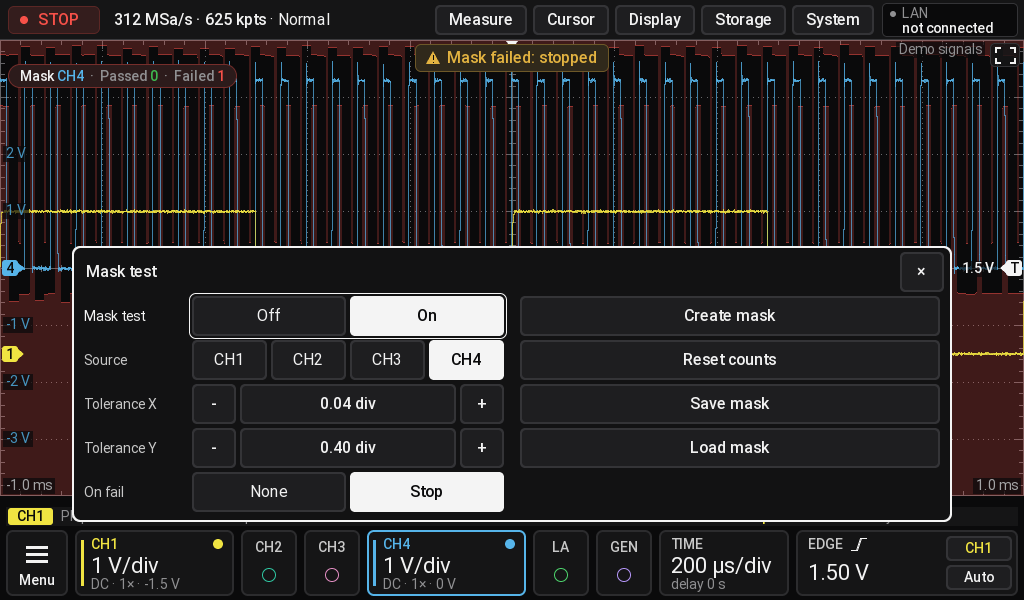 STOP
312 MSa/s · 625 kpts · Normal
Measure
Cursor
Display
Storage
System
LAN
not connected
Demo signals
Mask failed: stopped
Mask CH4 · Passed 0 · Failed 1
2 V
1 V
4
1.5 V
T
-1 V
1
-2 V
-3 V
-1.0 ms
1.0 ms
Mask test
×
Mask test
Off
On
Create mask
Source
CH1
CH2
CH3
CH4
Reset counts
Tolerance X
-
0.04 div
+
Save mask
Tolerance Y
-
0.40 div
+
Load mask
On fail
None
Stop
CH1
Menu
CH1
1 V/div
DC · 1× · -1.5 V
CH2
CH3
CH4
1 V/div
DC · 1× · 0 V
LA
GEN
TIME
200 µs/div
delay 0 s
EDGE
1.50 V
CH1
Auto